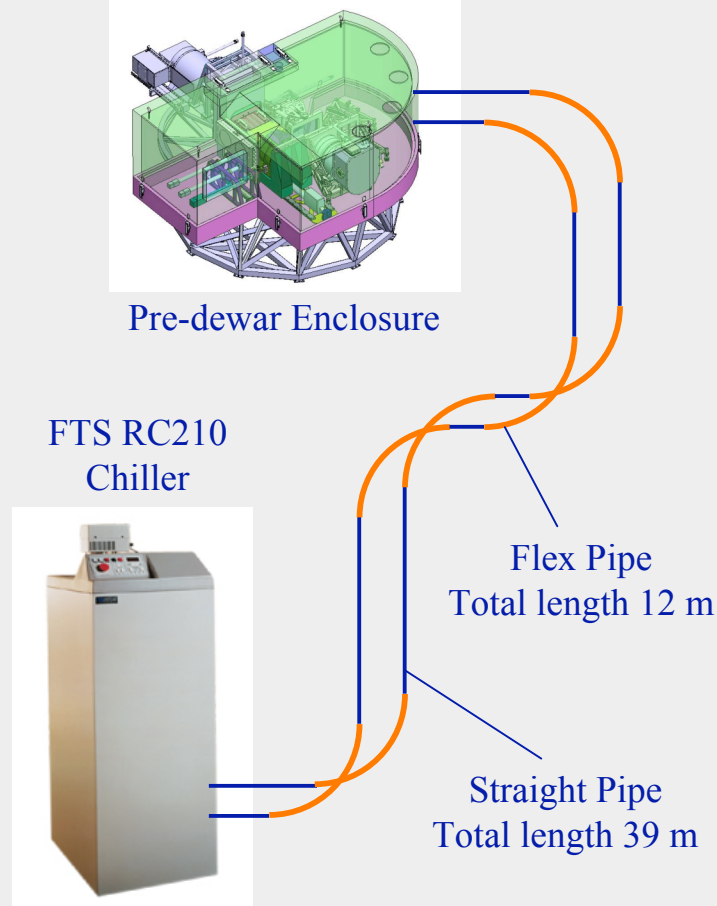 Pre-dewar Enclosure
FTS RC210
Chiller
Flex Pipe
Total length 12 m
Straight Pipe
Total length 39 m